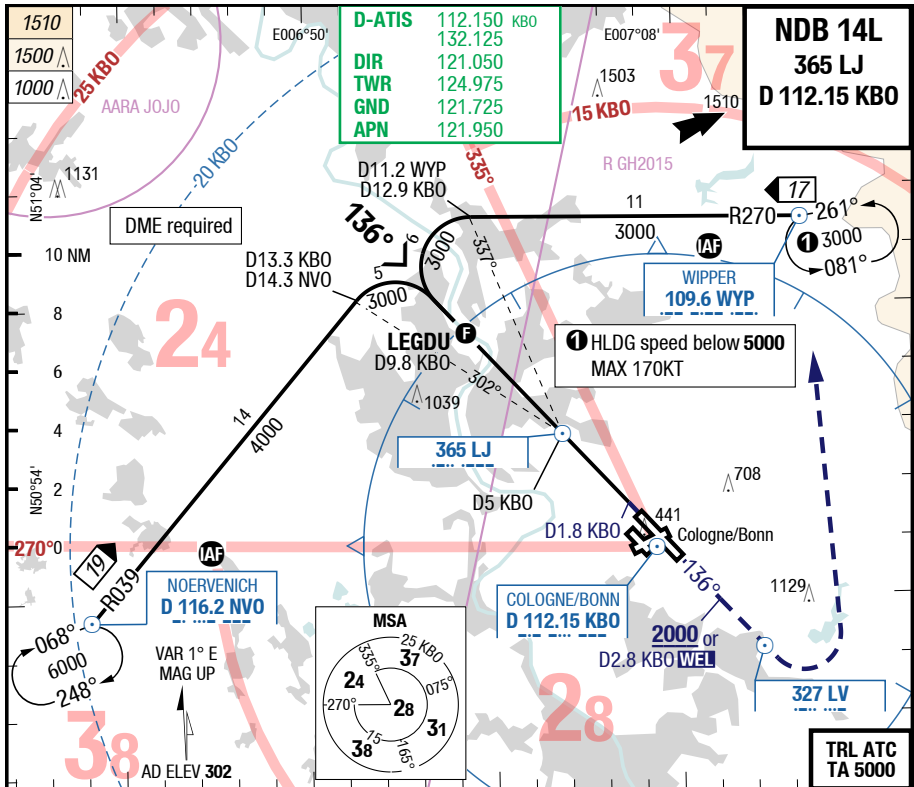 1510
1500
1000
25 KBO
AARA JOJO
1131
N51°04'
E006°50'
20 KBO
D-ATIS 112.150 KBO
132.125
DIR 121.050
TWR 124.975
GND 121.725
APN 121.950
E007°08'
1503
37
1510
15 KBO
335°
R GH2015
NDB 14L
365 LJ
D 112.15 KBO
DME required
D11.2 WYP
D12.9 KBO
136°
6
5
3000
3000
11
R270
3000
17
261°
1 3000
081°
IAF
WIPPER
109.6 WYP
10 NM
8
6
4
2
0
D13.3 KBO
D14.3 NVO
24
337°
LEGDU
D9.8 KBO
F
302°
1 HLDG speed below 5000
MAX 170KT
1039
14
4000
365 LJ
D5 KBO
N50°54'
708
441
D1.8 KBO
Cologne/Bonn
270°
19
R039
IAF
NOERVENICH
D 116.2 NVO
068°
6000
248°
VAR 1° E
MAG UP
AD ELEV 302
38
MSA
25 KBO
335°
37
24
075°
270°
28
31
38
15
165°
COLOGNE/BONN
D 112.15 KBO
136°
2000 or
D2.8 KBO WEL
1129
28
327 LV
TRL ATC
TA 5000